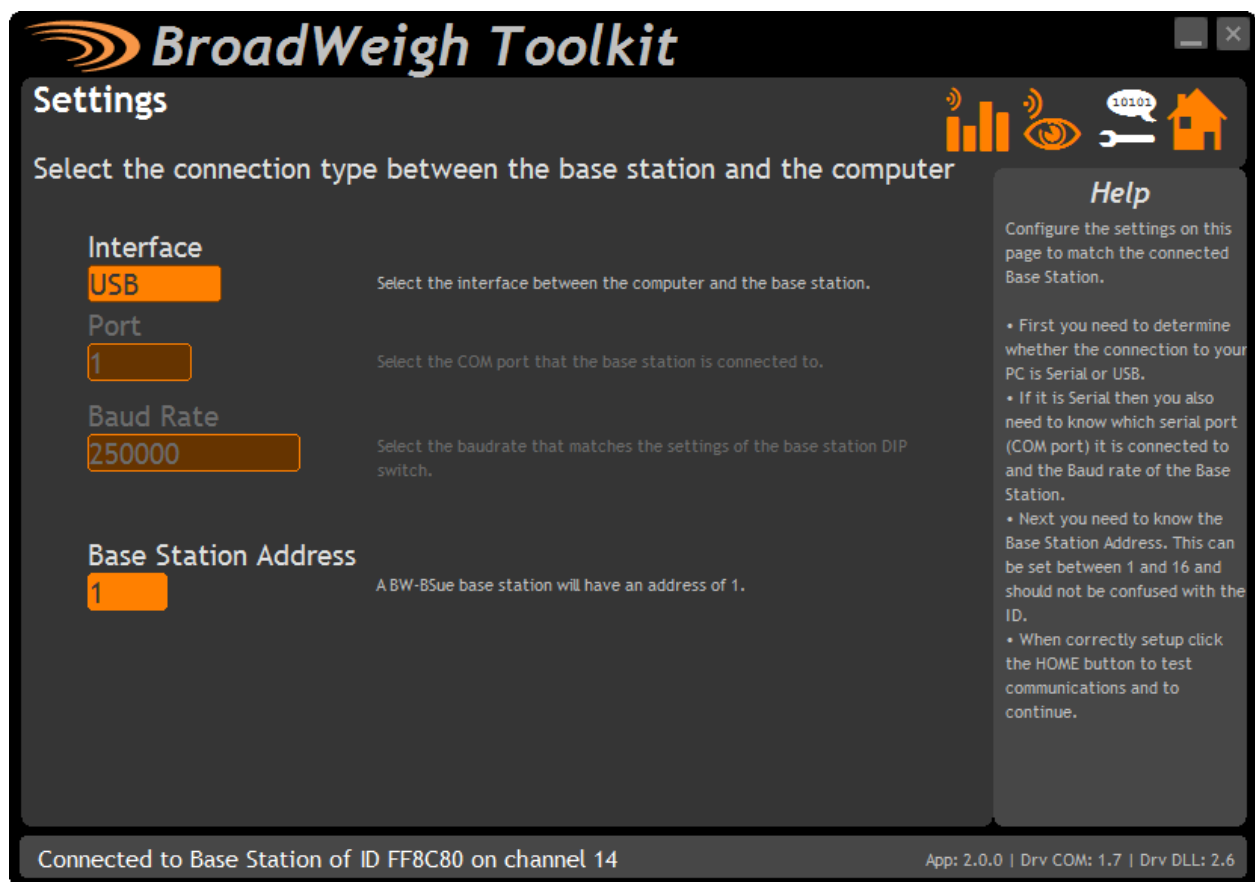 BroadWeigh Toolkit
Settings
10101
Select the connection type between the base station and the computer
Interface
USB
Select the interface between the computer and the base station.
Port
1
Select the COM port that the base station is connected to.
Baud Rate
250000
Select the baudrate that matches the settings of the base station DIP
switch.
Base Station Address
1
A BW-BSue base station will have an address of 1.
Help
Configure the settings on this
page to match the connected
Base Station.
• First you need to determine
whether the connection to your
PC is Serial or USB.
• If it is Serial then you also
need to know which serial port
(COM port) it is connected to
and the Baud rate of the Base
Station.
• Next you need to know the
Base Station Address. This can
be set between 1 and 16 and
should not be confused with the
ID.
• When correctly setup click
the HOME button to test
communications and to
continue.
Connected to Base Station of ID FF8C80 on channel 14
App: 2.0.0 | Drv COM: 1.7 | Drv DLL: 2.6